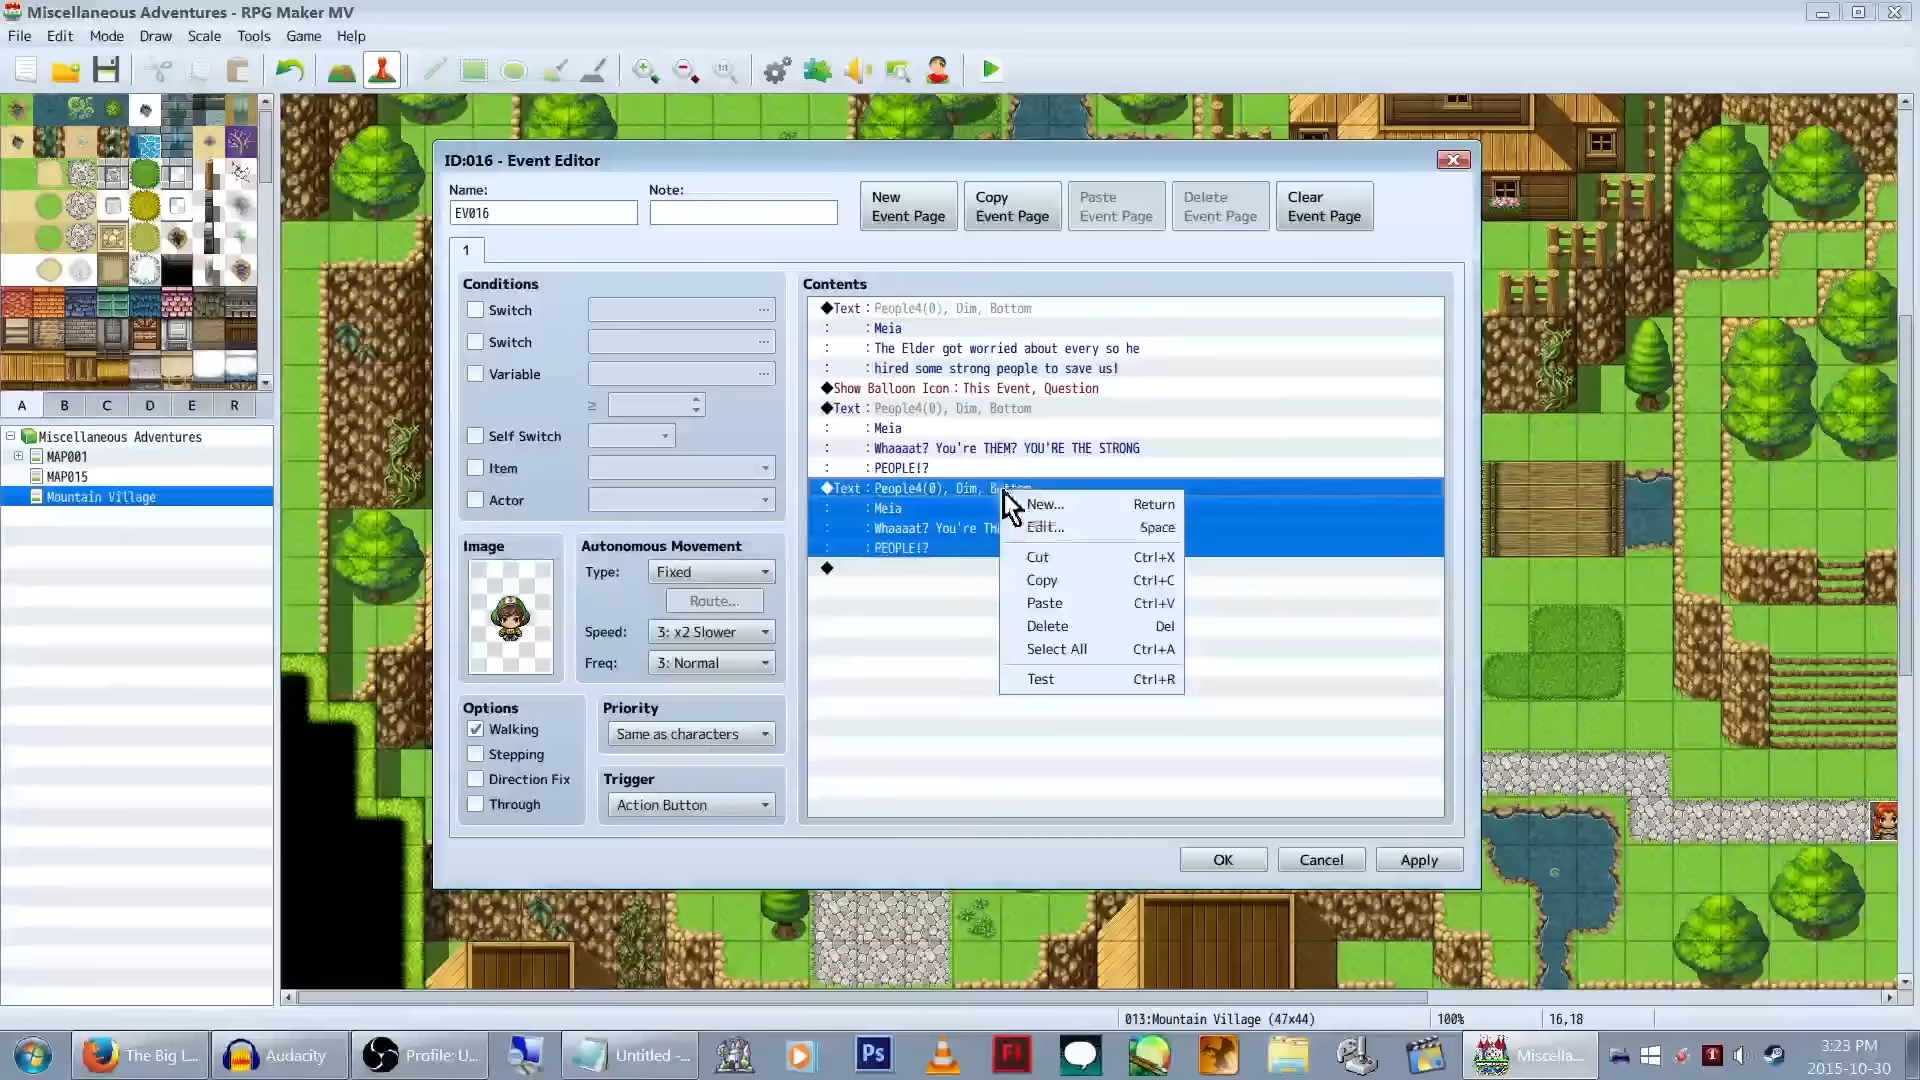 Miscellaneous Adventures - RPG Maker MV
File Edit Mode Draw Scale Tools Game Help
ID:016 - Event Editor
Name:
EV016
Note:
New
Event Page
Copy
Event Page
Paste
Event Page
Delete
Event Page
Clear
Event Page
1
Conditions
Switch ...
Switch ...
Variable ...
≥
Self Switch
Item
Actor
Image
Autonomous Movement
Type: Fixed
Route...
Speed: 3: x2 Slower
Freq: 3: Normal
Options
Walking
Stepping
Direction Fix
Through
Priority
Same as characters
Trigger
Action Button
Contents
◆Text : People4(0), Dim, Bottom
: : Meia
: : The Elder got worried about every so he
: : hired some strong people to save us!
◆Show Balloon Icon : This Event, Question
◆Text : People4(0), Dim, Bottom
: : Meia
: : Whaaaat? You're THEM? YOU'RE THE STRONG
: : PEOPLE!?
◆Text : People4(0), Dim, Bottom
: : Meia
: : Whaaaat? You're
: : PEOPLE!?
◆
New... Return
Edit... Space
Cut Ctrl+X
Copy Ctrl+C
Paste Ctrl+V
Delete Del
Select All Ctrl+A
Test Ctrl+R
OK Cancel Apply
A B C D E R
Miscellaneous Adventures
MAP001
MAP015
Mountain Village
013:Mountain Village (47x44) 100% 16,18
The Big L...
Audacity
Profile: U...
Untitled -...
Ps
Fl
Miscella...
1
3:23 PM
2015-10-30